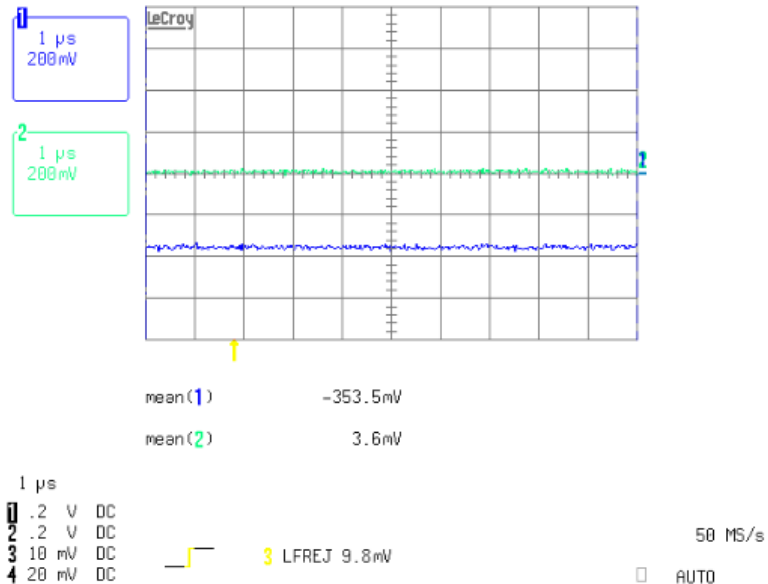 1
1 µs
200mV
LeCroy
2
1 µs
200mV
mean(1) -353.5mV
mean(2) 3.6mV
1 µs
1 .2 V DC
2 .2 V DC
3 10 mV DC
4 20 mV DC
3 LFREJ 9.8mV
50 MS/s
AUTO